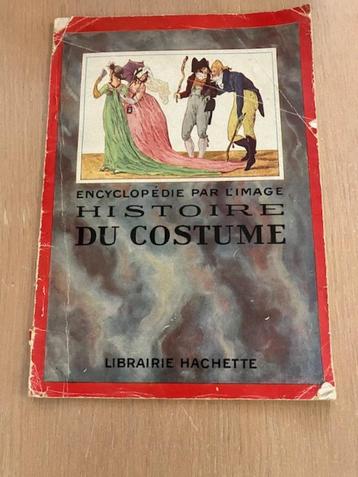 ENCYCLOPÉDIE PAR L'IMAGE
HISTOIRE
DU COSTUME
LIBRAIRIE HACHETTE